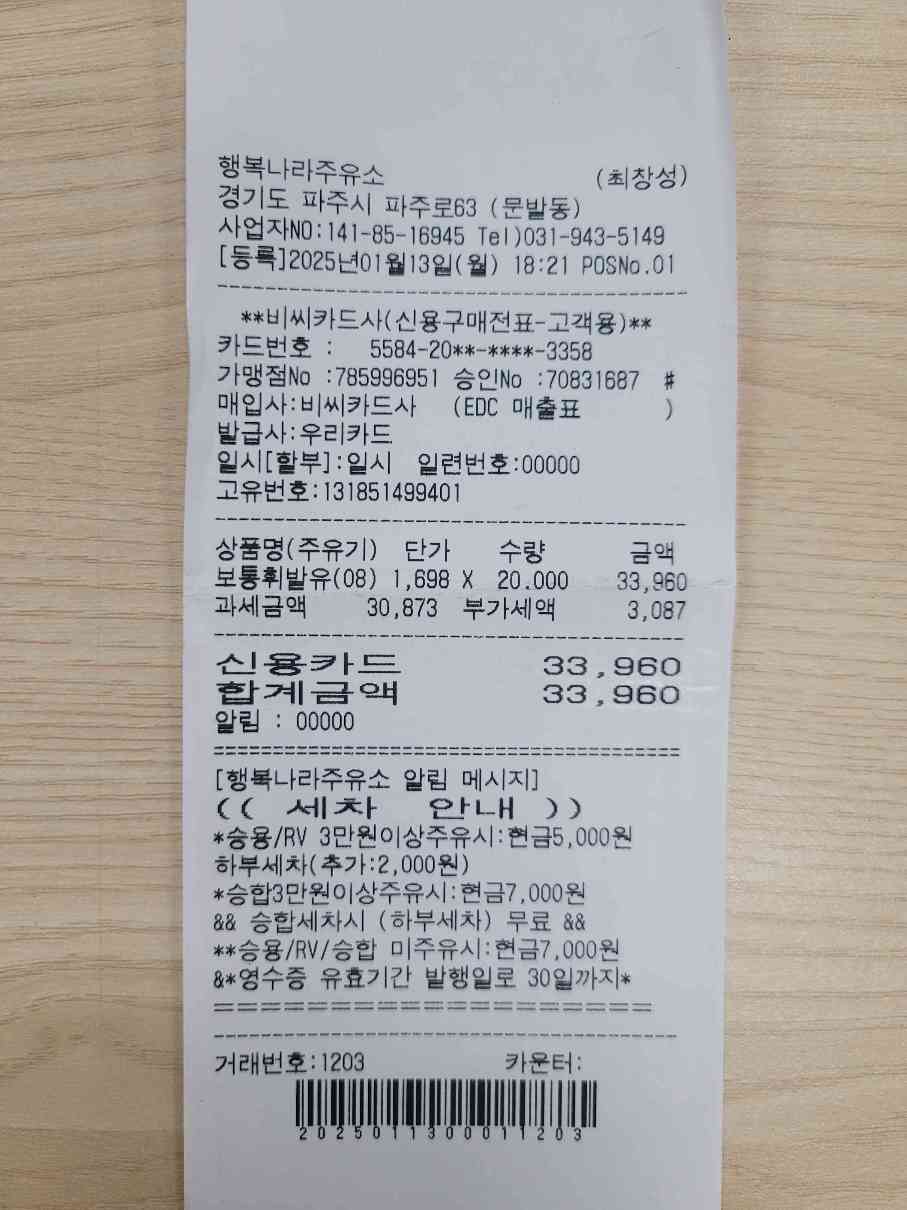 행복나라주유소 (최창성)
경기도 파주시 파주로63 (문발동)
사업자NO:141-85-16945 Tel)031-943-5149
[등록]2025년01월13일(월) 18:21 POSNo.01
**비씨카드사(신용구매전표-고객용)**
카드번호 : 5584-20**-****-3358
가맹점No :785996951 승인No :70831687 #
매입사:비씨카드사 (EDC 매출표 )
발급사:우리카드
일시[할부]:일시 일련번호:00000
고유번호:131851499401
상품명(주유기) 단가 수량 금액
보통휘발유(08) 1,698 X 20.000 33,960
과세금액 30,873 부가세액 3,087
신용카드 33,960
합계금액 33,960
알림 : 00000
[행복나라주유소 알림 메시지]
(( 세차 안내 ))
*승용/RV 3만원이상주유시:현금5,000원
하부세차(추가:2,000원)
*승합3만원이상주유시:현금7,000원
&& 승합세차시 (하부세차) 무료 &&
**승용/RV/승합 미주유시:현금7,000원
&*영수증 유효기간 발행일로 30일까지*
거래번호:1203 카운터:
2025011300011203